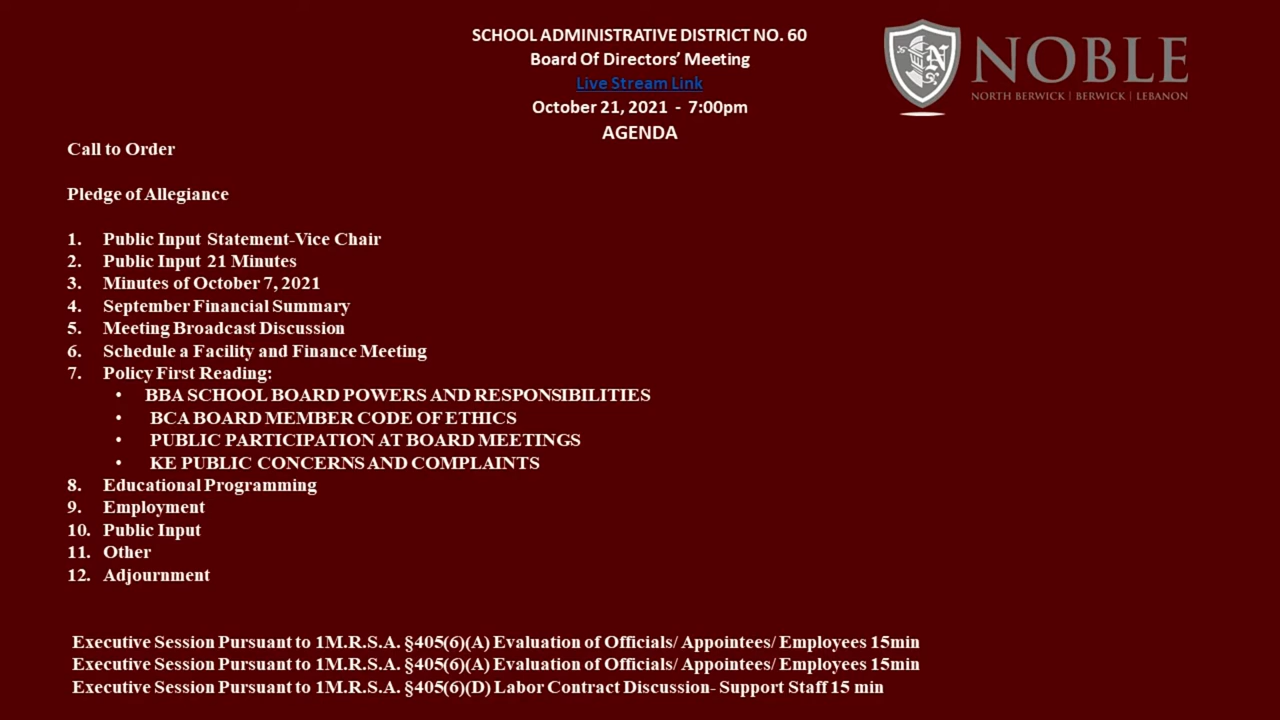 SCHOOL ADMINISTRATIVE DISTRICT NO. 60
Board Of Directors’ Meeting
Live Stream Link
October 21, 2021 - 7:00pm
AGENDA
N
NOBLE
NORTH BERWICK | BERWICK | LEBANON
Call to Order
Pledge of Allegiance
1. Public Input Statement-Vice Chair
2. Public Input 21 Minutes
3. Minutes of October 7, 2021
4. September Financial Summary
5. Meeting Broadcast Discussion
6. Schedule a Facility and Finance Meeting
7. Policy First Reading:
• BBA SCHOOL BOARD POWERS AND RESPONSIBILITIES
• BCA BOARD MEMBER CODE OF ETHICS
• PUBLIC PARTICIPATION AT BOARD MEETINGS
• KE PUBLIC CONCERNS AND COMPLAINTS
8. Educational Programming
9. Employment
10. Public Input
11. Other
12. Adjournment
Executive Session Pursuant to 1M.R.S.A. §405(6)(A) Evaluation of Officials/ Appointees/ Employees 15min
Executive Session Pursuant to 1M.R.S.A. §405(6)(A) Evaluation of Officials/ Appointees/ Employees 15min
Executive Session Pursuant to 1M.R.S.A. §405(6)(D) Labor Contract Discussion- Support Staff 15 min